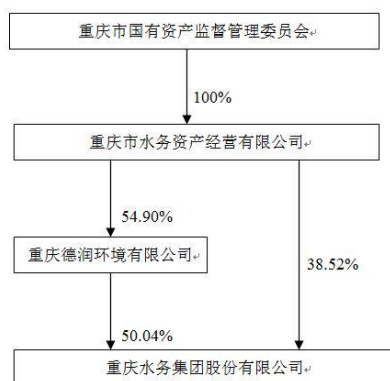 重庆市国有资产监督管理委员会
100%
重庆市水务资产经营有限公司
54.90%
重庆德润环境有限公司
38.52%
50.04%
重庆水务集团股份有限公司